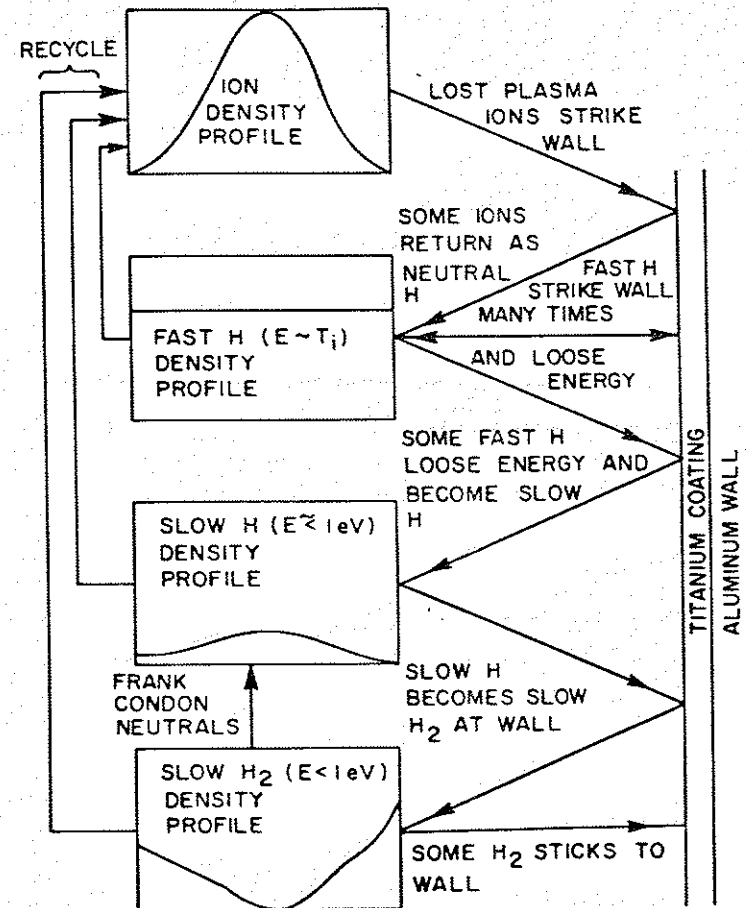 RECYCLE
ION
DENSITY
PROFILE
LOST PLASMA
IONS STRIKE
WALL
SOME IONS
RETURN AS
NEUTRAL
H
FAST H
STRIKE WALL
MANY TIMES
AND LOOSE
ENERGY
FAST H (E~Ti)
DENSITY
PROFILE
SOME FAST H
LOOSE ENERGY AND
BECOME SLOW
H
SLOW H (E≲1eV)
DENSITY
PROFILE
FRANK
CONDON
NEUTRALS
SLOW H
BECOMES SLOW
H2 AT WALL
SLOW H2 (E<1eV)
DENSITY
PROFILE
SOME H2 STICKS TO
WALL
TITANIUM COATING
ALUMINUM WALL